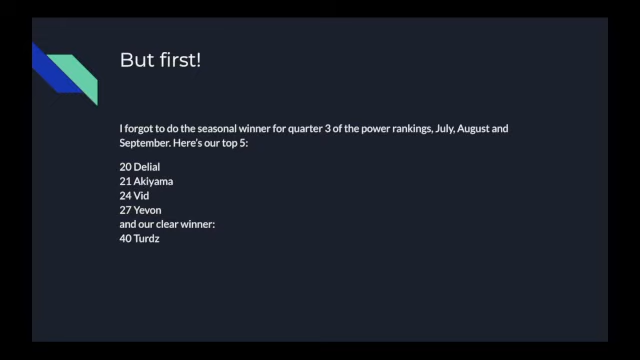 But first!
I forgot to do the seasonal winner for quarter 3 of the power rankings, July, August and
September. Here's our top 5:
20 Delial
21 Akiyama
24 Vid
27 Yevon
and our clear winner:
40 Turdz